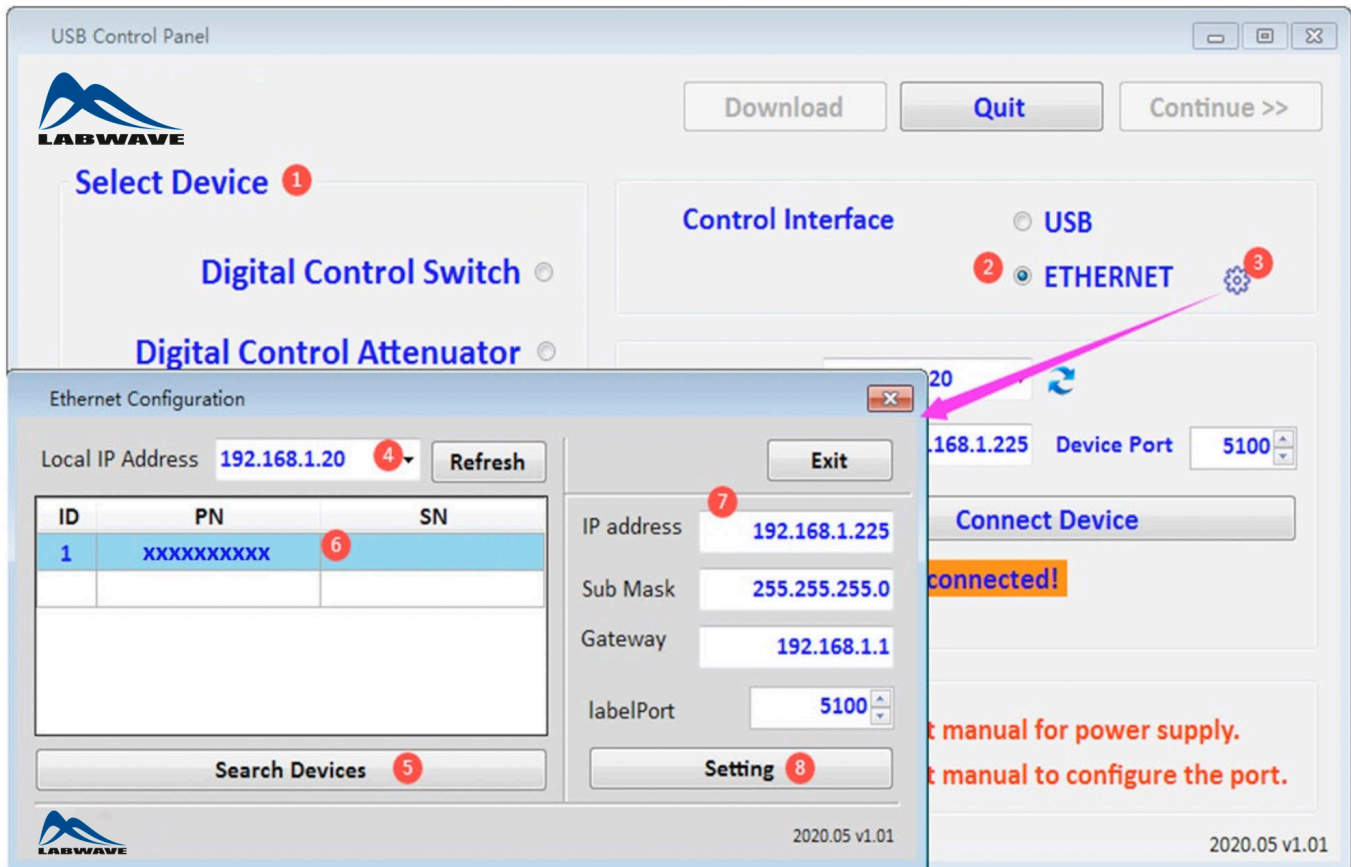 USB Control Panel
LABWAVE
Download
Quit
Continue >>
Select Device 1
Control Interface
USB
Digital Control Switch
2 ETHERNET 3
Digital Control Attenuator
20
.168.1.225 Device Port 5100
Connect Device
connected!
t manual for power supply.
t manual to configure the port.
2020.05 v1.01
Ethernet Configuration
Local IP Address 192.168.1.20 4 Refresh
ID PN SN
1 xxxxxxxxxx 6
Search Devices 5
Exit
7
IP address 192.168.1.225
Sub Mask 255.255.255.0
Gateway 192.168.1.1
labelPort 5100
Setting 8
LABWAVE
2020.05 v1.01